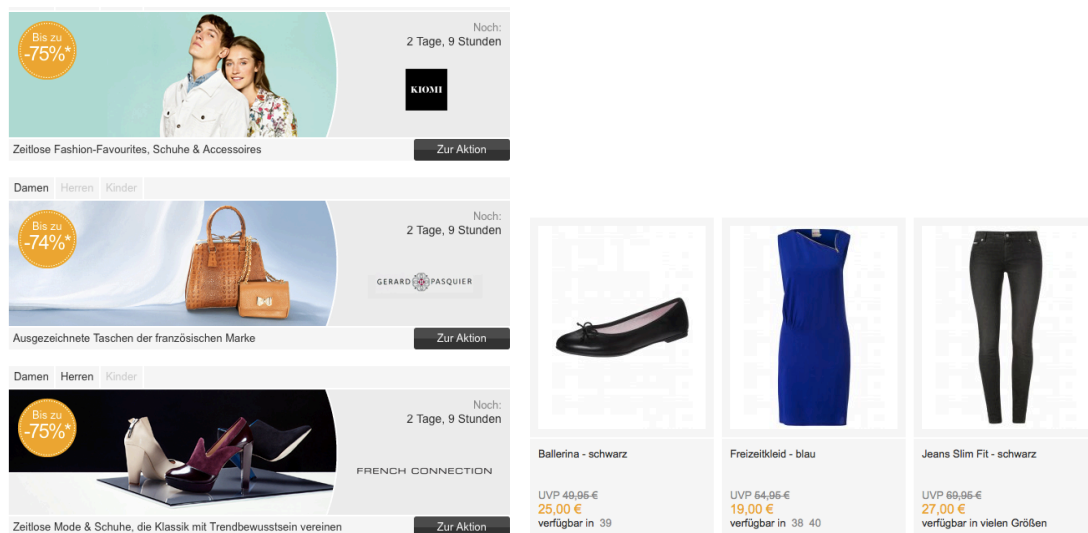 Bis zu
-75%*
Noch:
2 Tage, 9 Stunden
KIOMI
Zeitlose Fashion-Favourites, Schuhe & Accessoires
Zur Aktion
Damen Herren Kinder
Bis zu
-74%*
Noch:
2 Tage, 9 Stunden
GERARD PASQUIER
Ausgezeichnete Taschen der französischen Marke
Zur Aktion
Damen Herren Kinder
Bis zu
-75%*
Noch:
2 Tage, 9 Stunden
FRENCH CONNECTION
Zeitlose Mode & Schuhe, die Klassik mit Trendbewusstsein vereinen
Zur Aktion
Ballerina - schwarz
UVP 49,95 €
25,00 €
verfügbar in 39
Freizeitkleid - blau
UVP 54,95 €
19,00 €
verfügbar in 38 40
Jeans Slim Fit - schwarz
UVP 69,95 €
27,00 €
verfügbar in vielen Größen